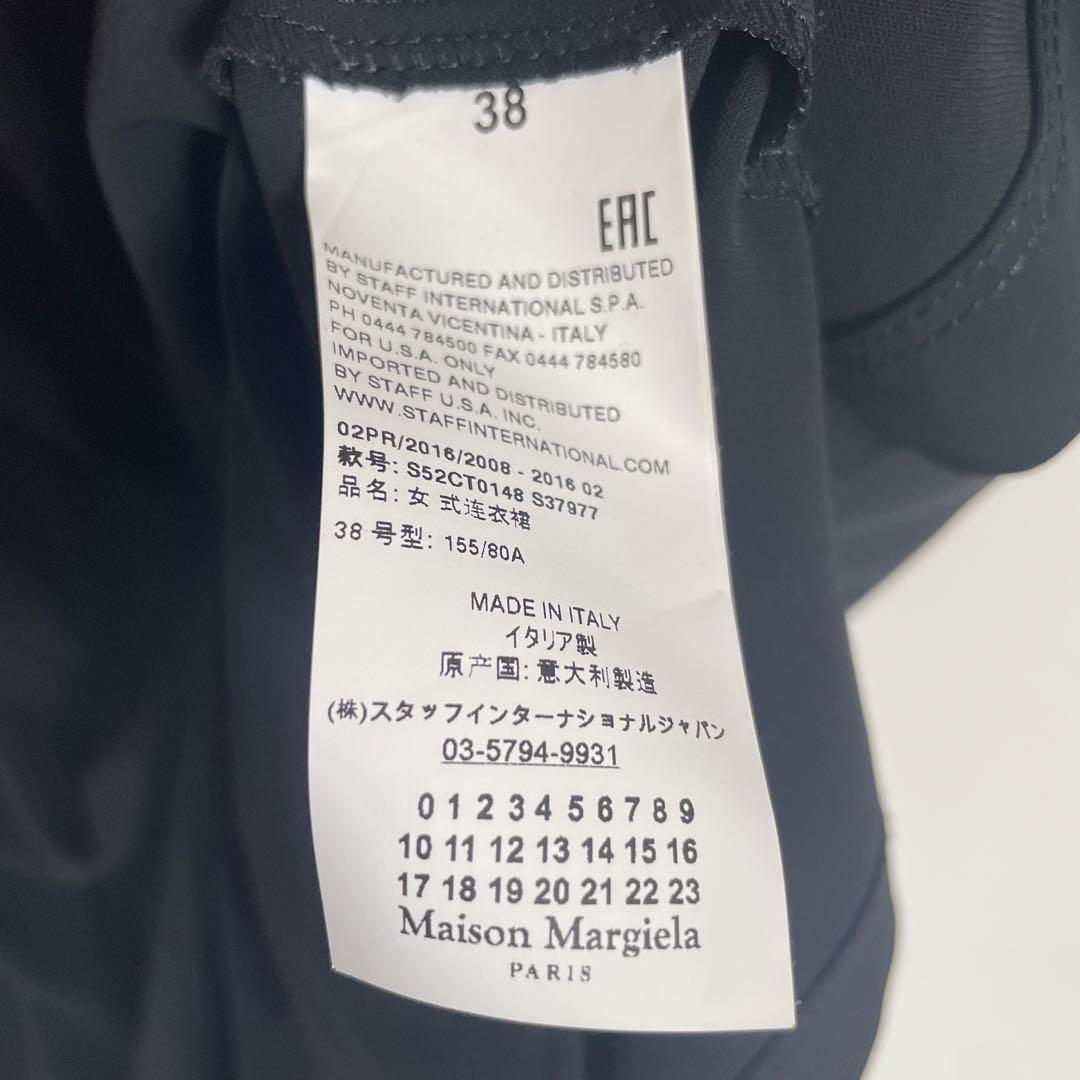 38
EAC
MANUFACTURED AND DISTRIBUTED
BY STAFF INTERNATIONAL S.P.A.
NOVENTA VICENTINA - ITALY
PH 0444 784500 FAX 0444 784580
FOR U.S.A. ONLY
IMPORTED AND DISTRIBUTED
BY STAFF U.S.A. INC.
WWW.STAFFINTERNATIONAL.COM
02PR/2016/2008 - 2016 02
款号: S52CT0148 S37977
品名: 女 式连衣裙
38 号型: 155/80A
MADE IN ITALY
イタリア製
原产国: 意大利製造
(株)スタッフインターナショナルジャパン
03-5794-9931
0 1 2 3 4 5 6 7 8 9
10 11 12 13 14 15 16
17 18 19 20 21 22 23
Maison Margiela
PARIS